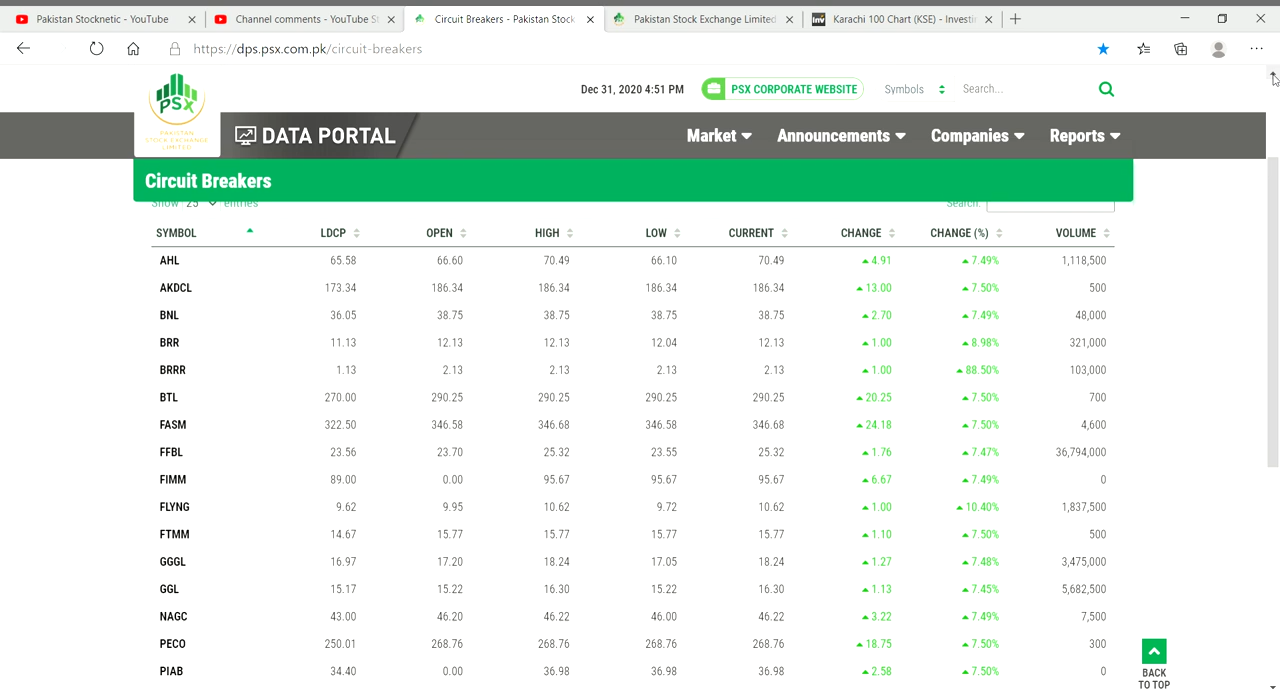 Pakistan Stocknetic - YouTube
Channel comments - YouTube St
Circuit Breakers - Pakistan Stock
Pakistan Stock Exchange Limited
Karachi 100 Chart (KSE) - Investin
https://dps.psx.com.pk/circuit-breakers
PSX
PAKISTAN
STOCK EXCHANGE
LIMITED
Dec 31, 2020 4:51 PM PSX CORPORATE WEBSITE Symbols Search...
DATA PORTAL Market Announcements Companies Reports
Circuit Breakers
Show 25 entries Search:
SYMBOL LDCP OPEN HIGH LOW CURRENT CHANGE CHANGE (%) VOLUME
AHL 65.58 66.60 70.49 66.10 70.49 4.91 7.49% 1,118,500
AKDCL 173.34 186.34 186.34 186.34 186.34 13.00 7.50% 500
BNL 36.05 38.75 38.75 38.75 38.75 2.70 7.49% 48,000
BRR 11.13 12.13 12.13 12.04 12.13 1.00 8.98% 321,000
BRRR 1.13 2.13 2.13 2.13 2.13 1.00 88.50% 103,000
BTL 270.00 290.25 290.25 290.25 290.25 20.25 7.50% 700
FASM 322.50 346.58 346.68 346.58 346.68 24.18 7.50% 4,600
FFBL 23.56 23.70 25.32 23.55 25.32 1.76 7.47% 36,794,000
FIMM 89.00 0.00 95.67 95.67 95.67 6.67 7.49% 0
FLYNG 9.62 9.95 10.62 9.72 10.62 1.00 10.40% 1,837,500
FTMM 14.67 15.77 15.77 15.77 15.77 1.10 7.50% 500
GGGL 16.97 17.20 18.24 17.05 18.24 1.27 7.48% 3,475,000
GGL 15.17 15.22 16.30 15.22 16.30 1.13 7.45% 5,682,500
NAGC 43.00 46.20 46.22 46.00 46.22 3.22 7.49% 7,500
PECO 250.01 268.76 268.76 268.76 268.76 18.75 7.50% 300
PIAB 34.40 0.00 36.98 36.98 36.98 2.58 7.50% 0
BACK
TO TOP